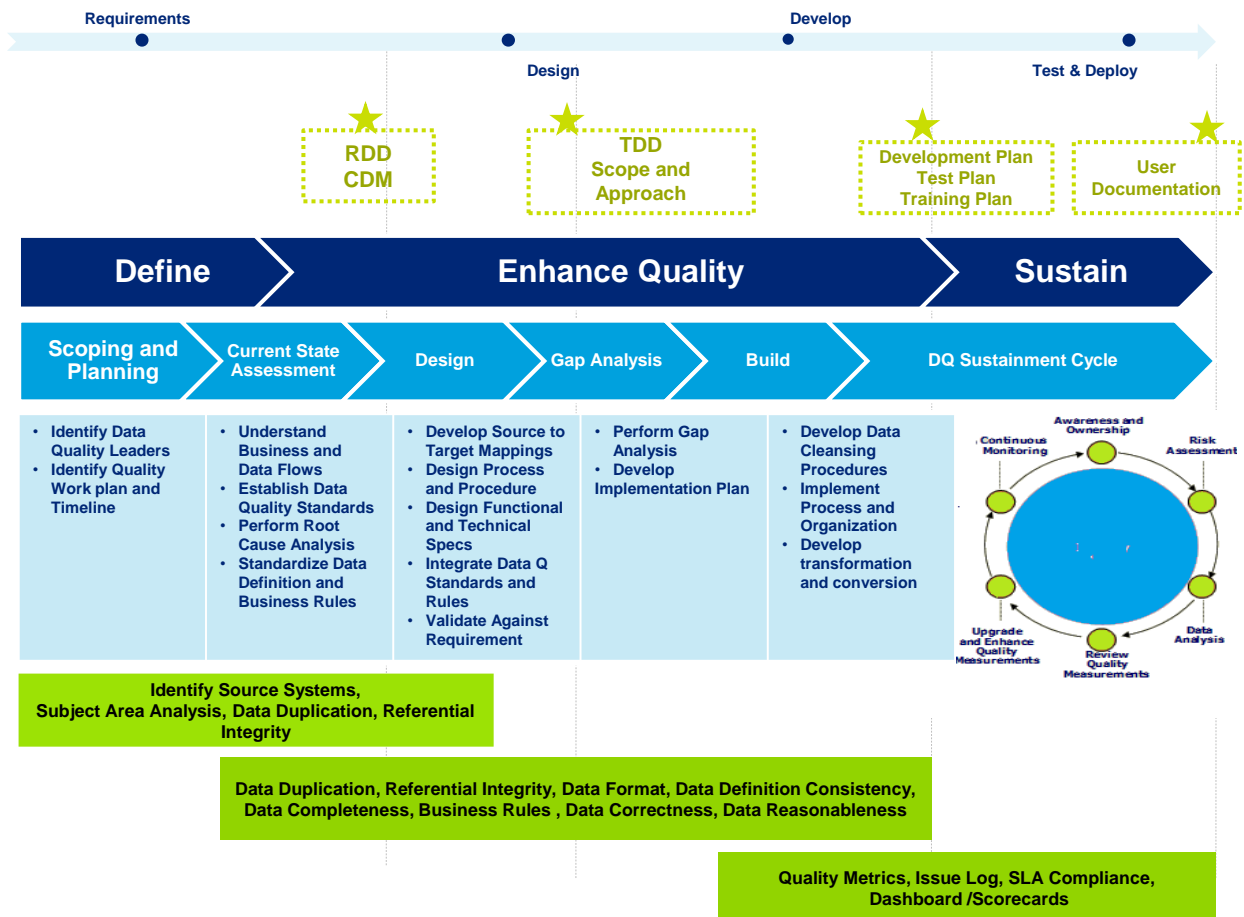 Requirements
Develop
Design
Test & Deploy
RDD
CDM
TDD
Scope and
Approach
Development Plan
Test Plan
Training Plan
User
Documentation
Define
Enhance Quality
Sustain
Scoping and
Planning
Current State
Assessment
Design
Gap Analysis
Build
DQ Sustainment Cycle
• Identify Data
Quality Leaders
• Identify Quality
Work plan and
Timeline
• Understand
Business and
Data Flows
• Establish Data
Quality Standards
• Perform Root
Cause Analysis
• Standardize Data
Definition and
Business Rules
• Develop Source to
Target Mappings
• Design Process
and Procedure
• Design Functional
and Technical
Specs
• Integrate Data Q
Standards and
Rules
• Validate Against
Requirement
• Perform Gap
Analysis
• Develop
Implementation Plan
• Develop Data
Cleansing
Procedures
• Implement
Process and
Organization
• Develop
transformation
and conversion
Awareness and
Ownership
Risk
Assessment
Data
Analysis
Review
Quality
Measurements
Upgrade
and Enhance
Quality
Measurements
Continuous
Monitoring
Identify Source Systems,
Subject Area Analysis, Data Duplication, Referential
Integrity
Data Duplication, Referential Integrity, Data Format, Data Definition Consistency,
Data Completeness, Business Rules , Data Correctness, Data Reasonableness
Quality Metrics, Issue Log, SLA Compliance,
Dashboard /Scorecards